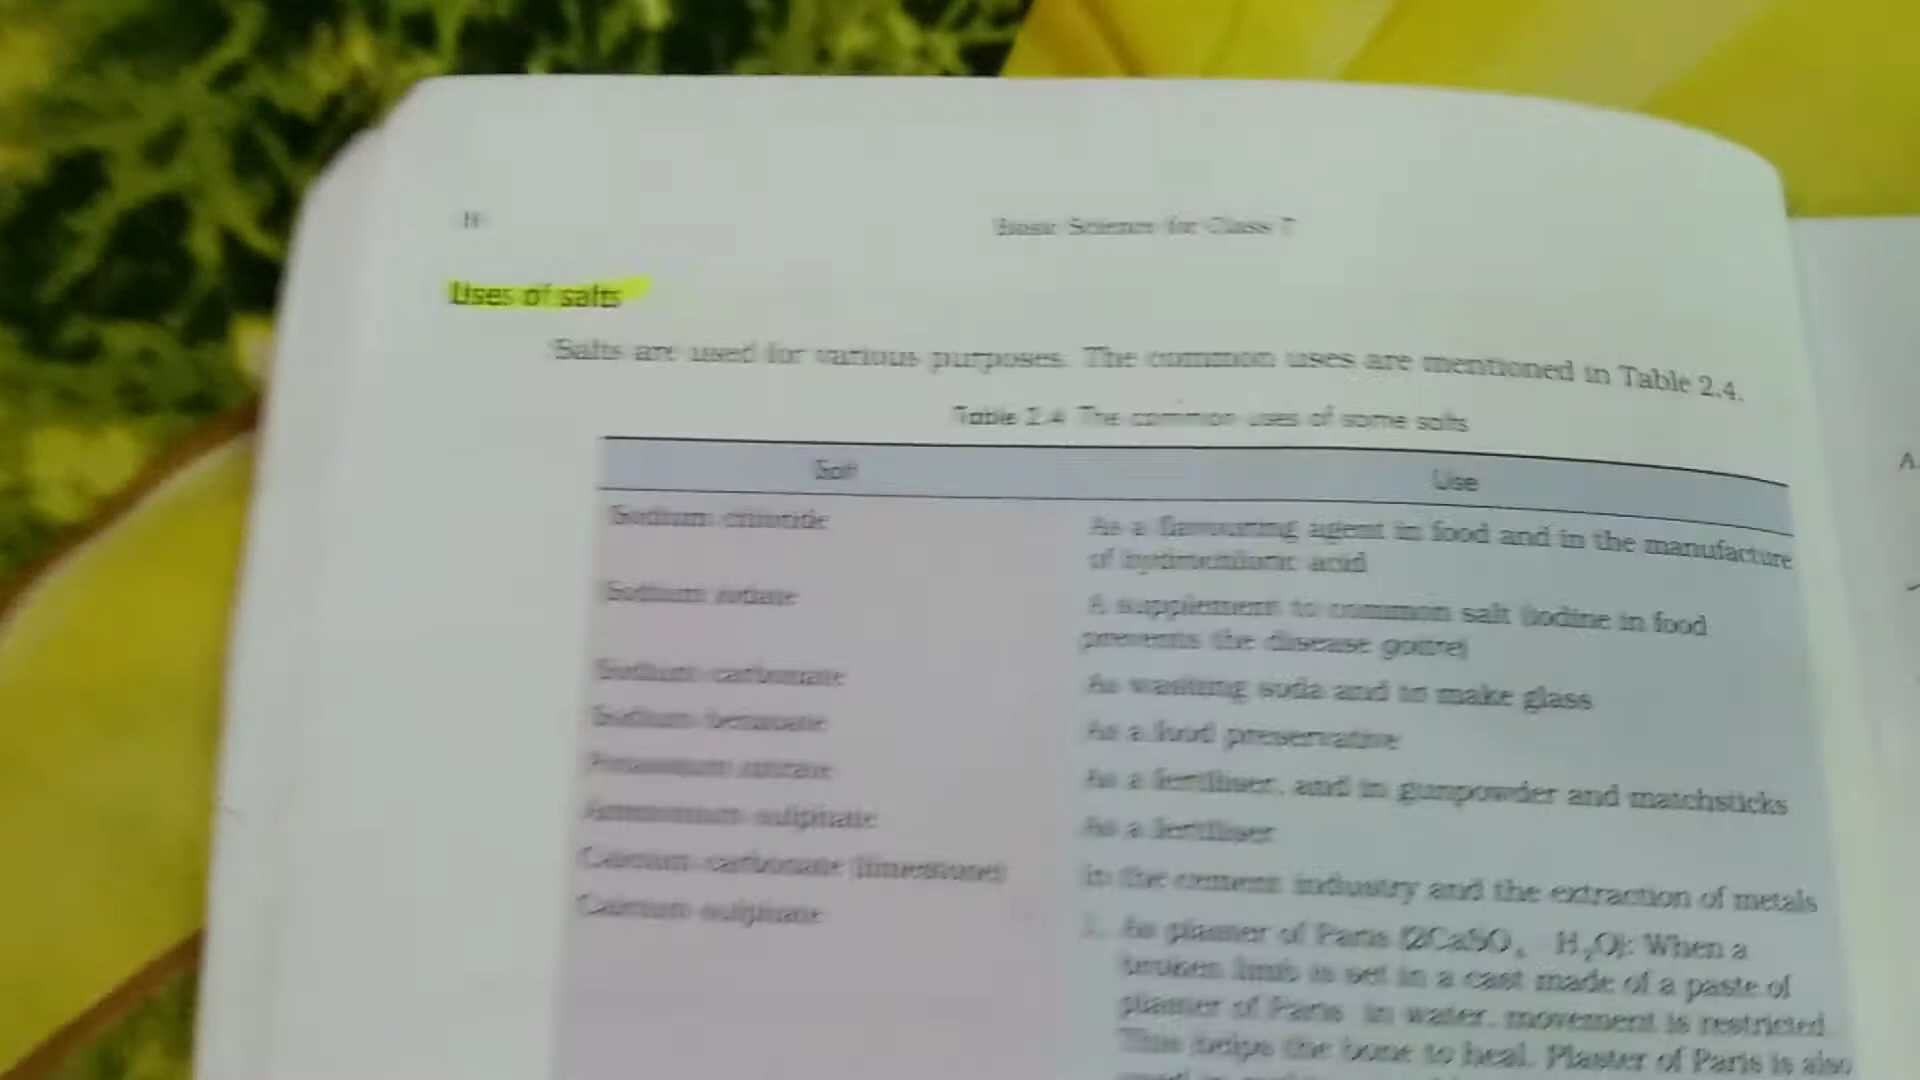 Basic Science for Class 7
Uses of salts
Salts are used for various purposes. The common uses are mentioned in Table 2.4.
Table 2.4 The common uses of some salts
Salt Use
Sodium chloride As a flavouring agent in food and in the manufacture
of hydrochloric acid
Sodium iodate A supplement to common salt (iodine in food
prevents the disease goitre)
Sodium carbonate As washing soda and to make glass
Sodium benzoate As a food preservative
Potassium nitrate As a fertiliser, and in gunpowder and matchsticks
Ammonium sulphate As a fertiliser
Calcium carbonate (limestone) In the cement industry and the extraction of metals
Calcium sulphate 1. As plaster of Paris (2CaSO₄ H₂O): When a
broken limb is set in a cast made of a paste of
plaster of Paris in water, movement is restricted.
This helps the bone to heal. Plaster of Paris is also
A